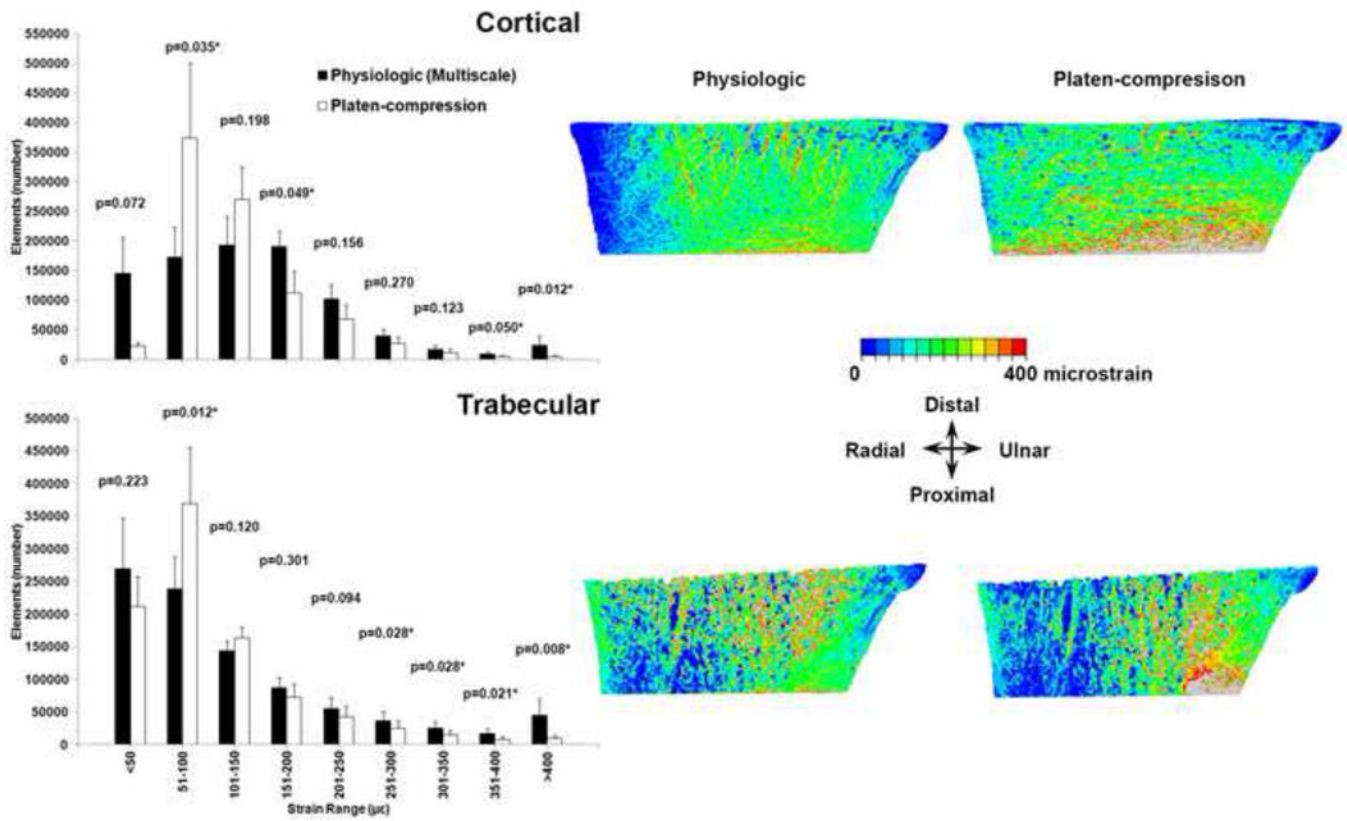 Cortical
Elements (number)
550000
500000
450000
400000
350000
300000
250000
200000
150000
100000
50000
0
p=0.072
p=0.035*
p=0.198
p=0.049*
p=0.156
p=0.270
p=0.123
p=0.050*
p=0.012*
Physiologic (Multiscale)
Platen-compression
Physiologic
Platen-compresison
0
400 microstrain
Distal
Radial
Ulnar
Proximal
Trabecular
Elements (number)
500000
450000
400000
350000
300000
250000
200000
150000
100000
50000
0
p=0.223
p=0.012*
p=0.120
p=0.301
p=0.094
p=0.028*
p=0.028*
p=0.021*
p=0.008*
<50
51-100
101-150
151-200
201-250
251-300
301-350
351-400
>400
Strain Range (με)